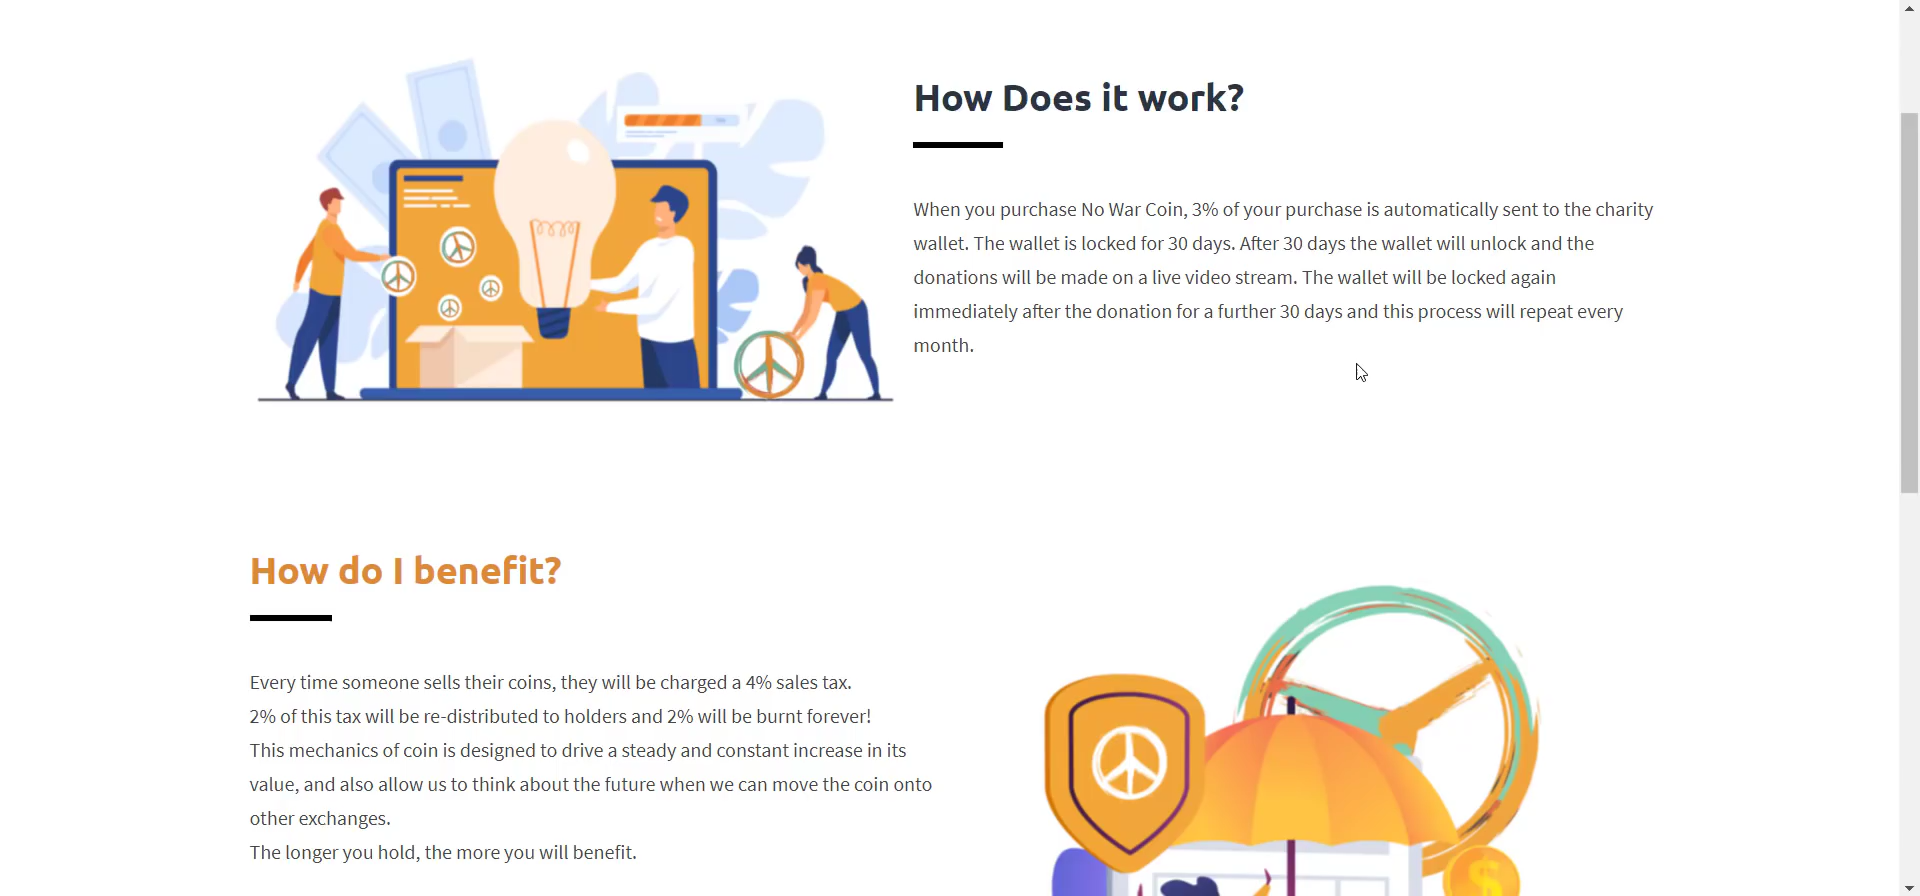 How Does it work?
When you purchase No War Coin, 3% of your purchase is automatically sent to the charity
wallet. The wallet is locked for 30 days. After 30 days the wallet will unlock and the
donations will be made on a live video stream. The wallet will be locked again
immediately after the donation for a further 30 days and this process will repeat every
month.
How do I benefit?
Every time someone sells their coins, they will be charged a 4% sales tax.
2% of this tax will be re-distributed to holders and 2% will be burnt forever!
This mechanics of coin is designed to drive a steady and constant increase in its
value, and also allow us to think about the future when we can move the coin onto
other exchanges.
The longer you hold, the more you will benefit.
$